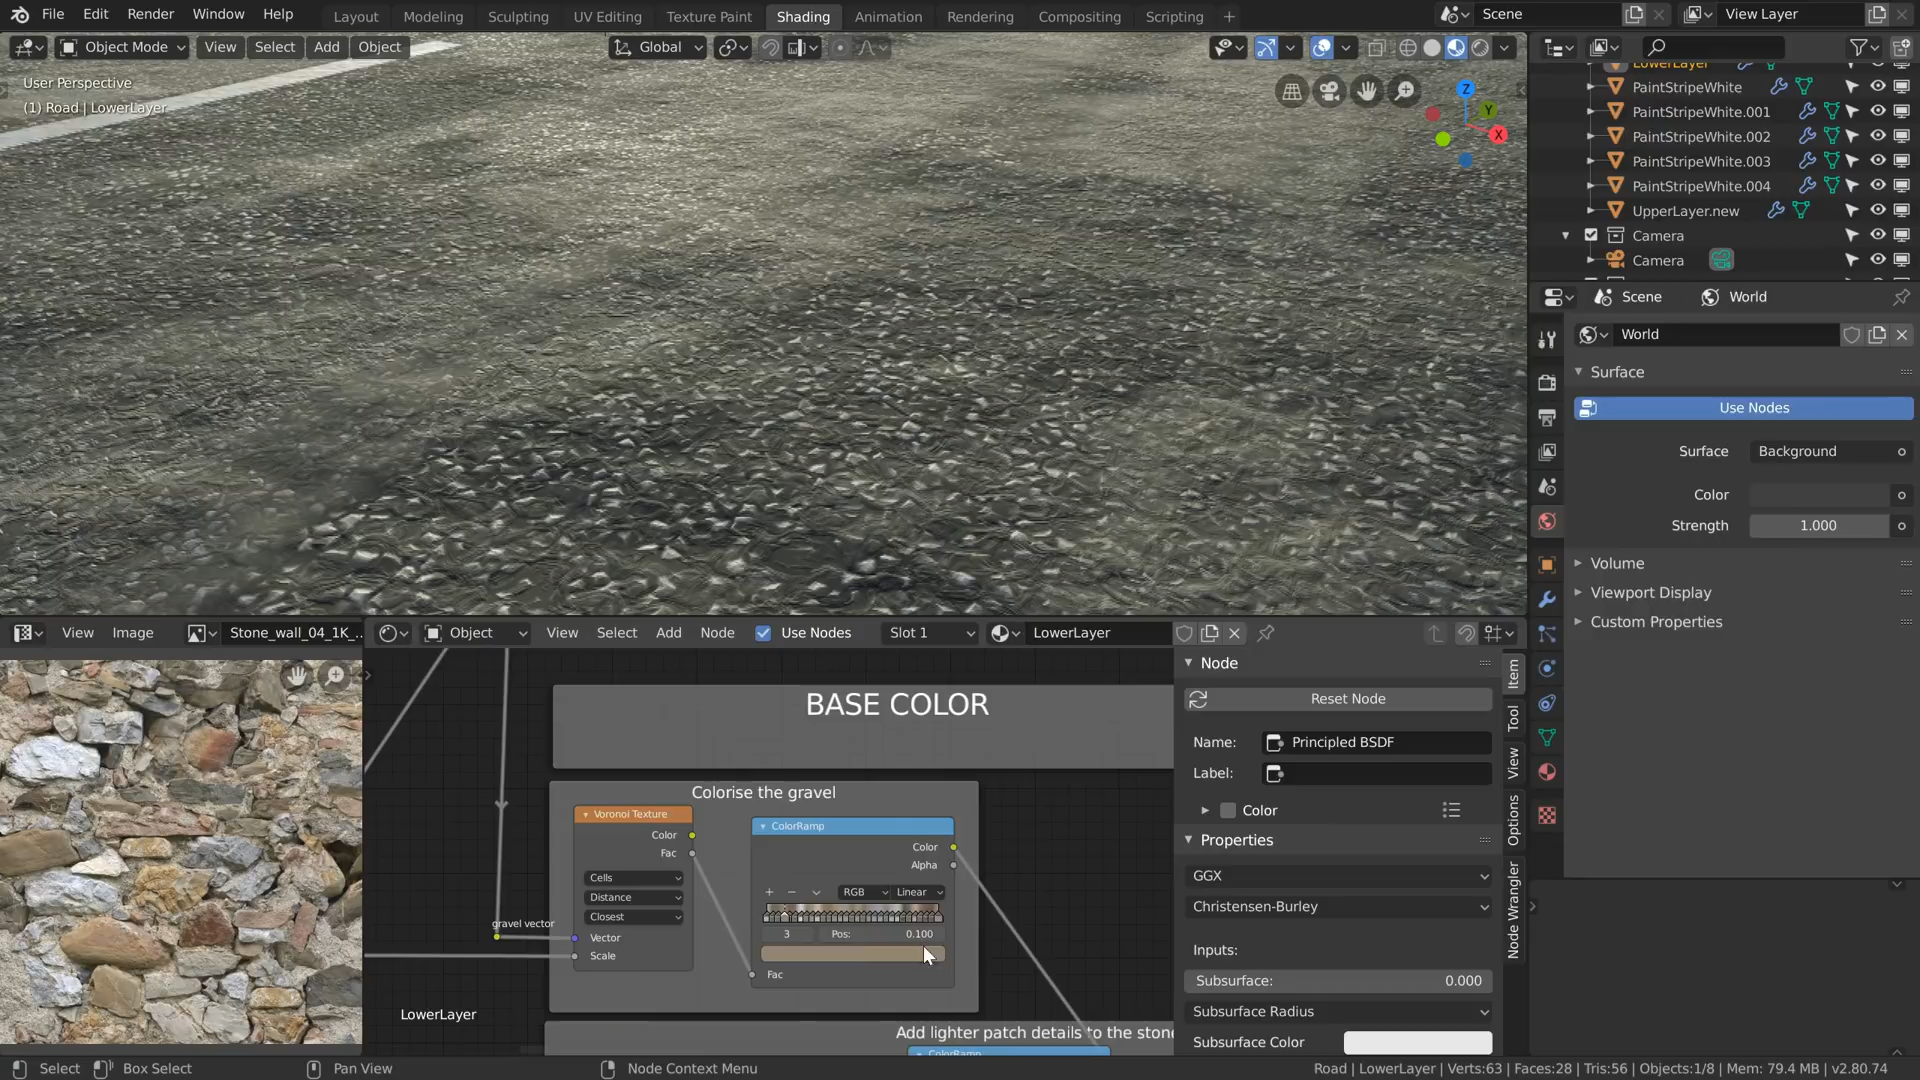 File Edit Render Window Help Layout Modeling Sculpting UV Editing Texture Paint Shading Animation Rendering Compositing Scripting + Scene View Layer
Object Mode View Select Add Object Global
User Perspective
(1) Road | LowerLayer
Z
Y
X
LowerLayer
PaintStripeWhite
PaintStripeWhite.001
PaintStripeWhite.002
PaintStripeWhite.003
PaintStripeWhite.004
UpperLayer.new
Camera
Camera
Scene World
World
Surface
Use Nodes
Surface Background
Color
Strength 1.000
Volume
Viewport Display
Custom Properties
View Image Stone_wall_04_1K_...
Object View Select Add Node Use Nodes Slot 1 LowerLayer
BASE COLOR
Colorise the gravel
Voronoi Texture
Color
Fac
Cells
Distance
Closest
gravel vector
Vector
Scale
ColorRamp
Color
Alpha
RGB Linear
3 Pos: 0.100
Fac
LowerLayer
Add lighter patch details to the stone
ColorRamp
Node
Reset Node
Name: Principled BSDF
Label:
Color
Properties
GGX
Christensen-Burley
Inputs:
Subsurface: 0.000
Subsurface Radius
Subsurface Color
Item
Tool
View
Options
Node Wrangler
Select Box Select Pan View Node Context Menu Road | LowerLayer | Verts:63 | Faces:28 | Tris:56 | Objects:1/8 | Mem: 79.4 MB | v2.80.74